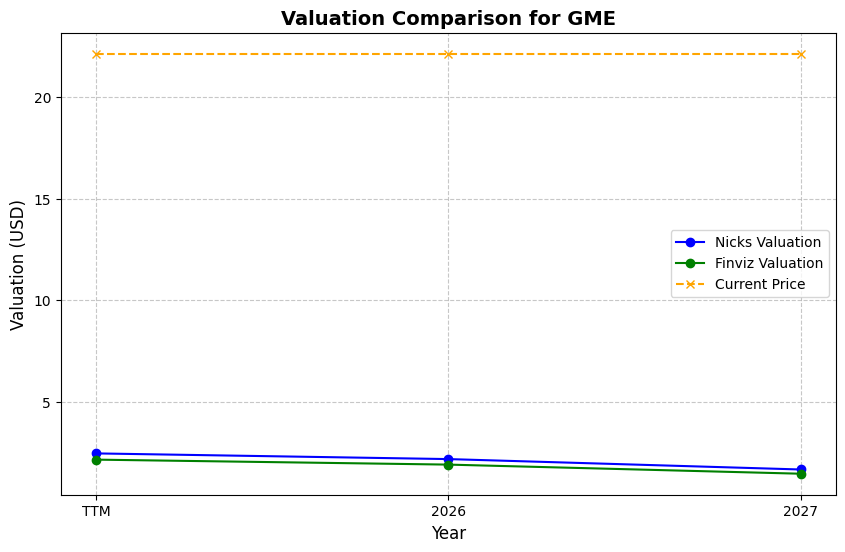 Valuation Comparison for GME
Valuation (USD)
20
15
10
5
Nicks Valuation
Finviz Valuation
Current Price
TTM
2026
2027
Year